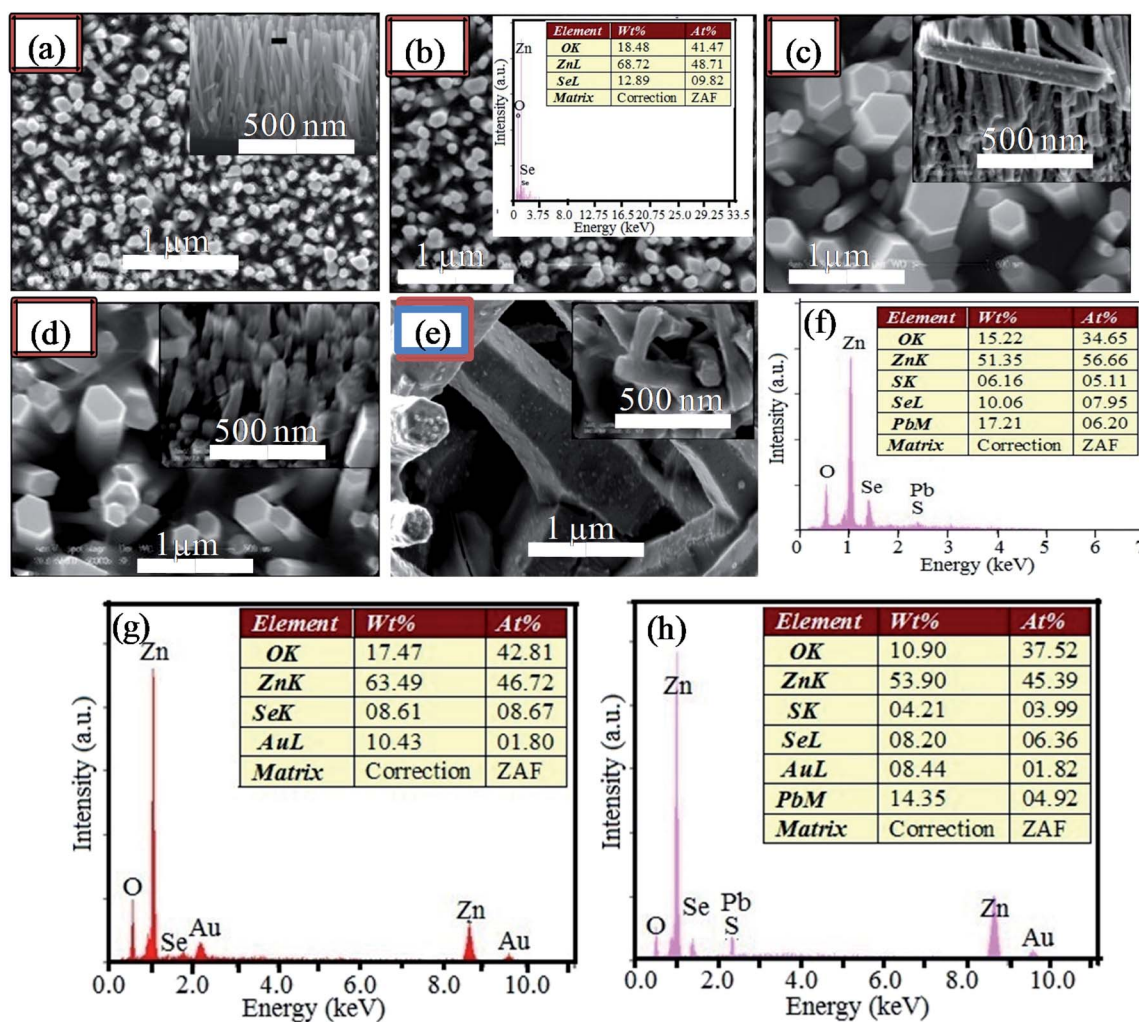 (a)
500 nm
1 μm
(b)
Intensity (a.u.)
Zn
O
Se
Se
Element Wt% At%
OK 18.48 41.47
ZnL 68.72 48.71
SeL 12.89 09.82
Matrix Correction ZAF
0 3.75 8.0 12.75 16.5 20.75 25.0 29.25 33.5
Energy (keV)
1 μm
(c)
500 nm
1 μm
(d)
500 nm
1 μm
(e)
500 nm
1 μm
(f)
Intensity (a.u.)
Element Wt% At%
OK 15.22 34.65
ZnK 51.35 56.66
SK 06.16 05.11
SeL 10.06 07.95
PbM 17.21 06.20
Matrix Correction ZAF
Zn
O
Se
Pb
S
0 1 2 3 4 5 6 7
Energy (keV)
(g)
Intensity (a.u.)
Element Wt% At%
OK 17.47 42.81
ZnK 63.49 46.72
SeK 08.61 08.67
AuL 10.43 01.80
Matrix Correction ZAF
Zn
O
Se
Au
Zn
Au
0.0 2.0 4.0 6.0 8.0 10.0
Energy (keV)
(h)
Intensity (a.u.)
Element Wt% At%
OK 10.90 37.52
ZnK 53.90 45.39
SK 04.21 03.99
SeL 08.20 06.36
AuL 08.44 01.82
PbM 14.35 04.92
Matrix Correction ZAF
Zn
O
Se
Pb
S
Zn
Au
0.0 2.0 4.0 6.0 8.0 10.0
Energy (keV)